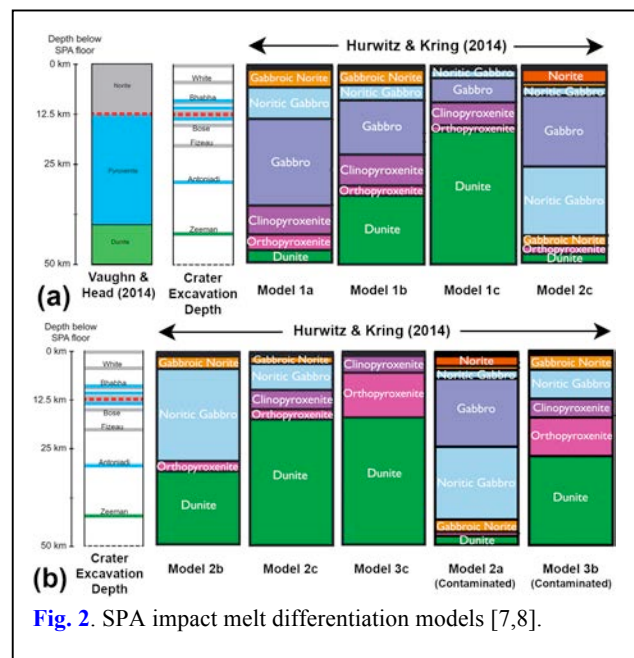 Depth below
SPA floor
Hurwitz & Kring (2014)
0 km
12.5 km
25 km
50 km
Norite
Pyroxenite
Dunite
Vaughn &
Head (2014)
White
Bhabha
Bose
Fizeau
Antoniadi
Zeeman
Crater
Excavation
Depth
Gabbroic Norite
Noritic Gabbro
Gabbro
Clinopyroxenite
Orthopyroxenite
Dunite
Model 1a
Gabbroic Norite
Noritic Gabbro
Gabbro
Clinopyroxenite
Orthopyroxenite
Dunite
Model 1b
Noritic Gabbro
Gabbro
Clinopyroxenite
Orthopyroxenite
Dunite
Model 1c
Norite
Noritic Gabbro
Gabbro
Noritic Gabbro
Gabbroic Norite
Orthopyroxenite
Dunite
Model 2c
(a)
Depth below
SPA floor
Hurwitz & Kring (2014)
0 km
12.5 km
25 km
50 km
White
Bhabha
Bose
Fizeau
Antoniadi
Zeeman
Crater
Excavation
Depth
Gabbroic Norite
Noritic Gabbro
Orthopyroxenite
Dunite
Model 2b
Gabbroic Norite
Noritic Gabbro
Clinopyroxenite
Orthopyroxenite
Dunite
Model 2c
Clinopyroxenite
Orthopyroxenite
Dunite
Model 3c
Norite
Noritic Gabbro
Gabbro
Noritic Gabbro
Gabbroic Norite
Dunite
Model 2a
(Contaminated)
Gabbroic Norite
Noritic Gabbro
Clinopyroxenite
Orthopyroxenite
Dunite
Model 3b
(Contaminated)
(b)
Fig. 2. SPA impact melt differentiation models [7,8].